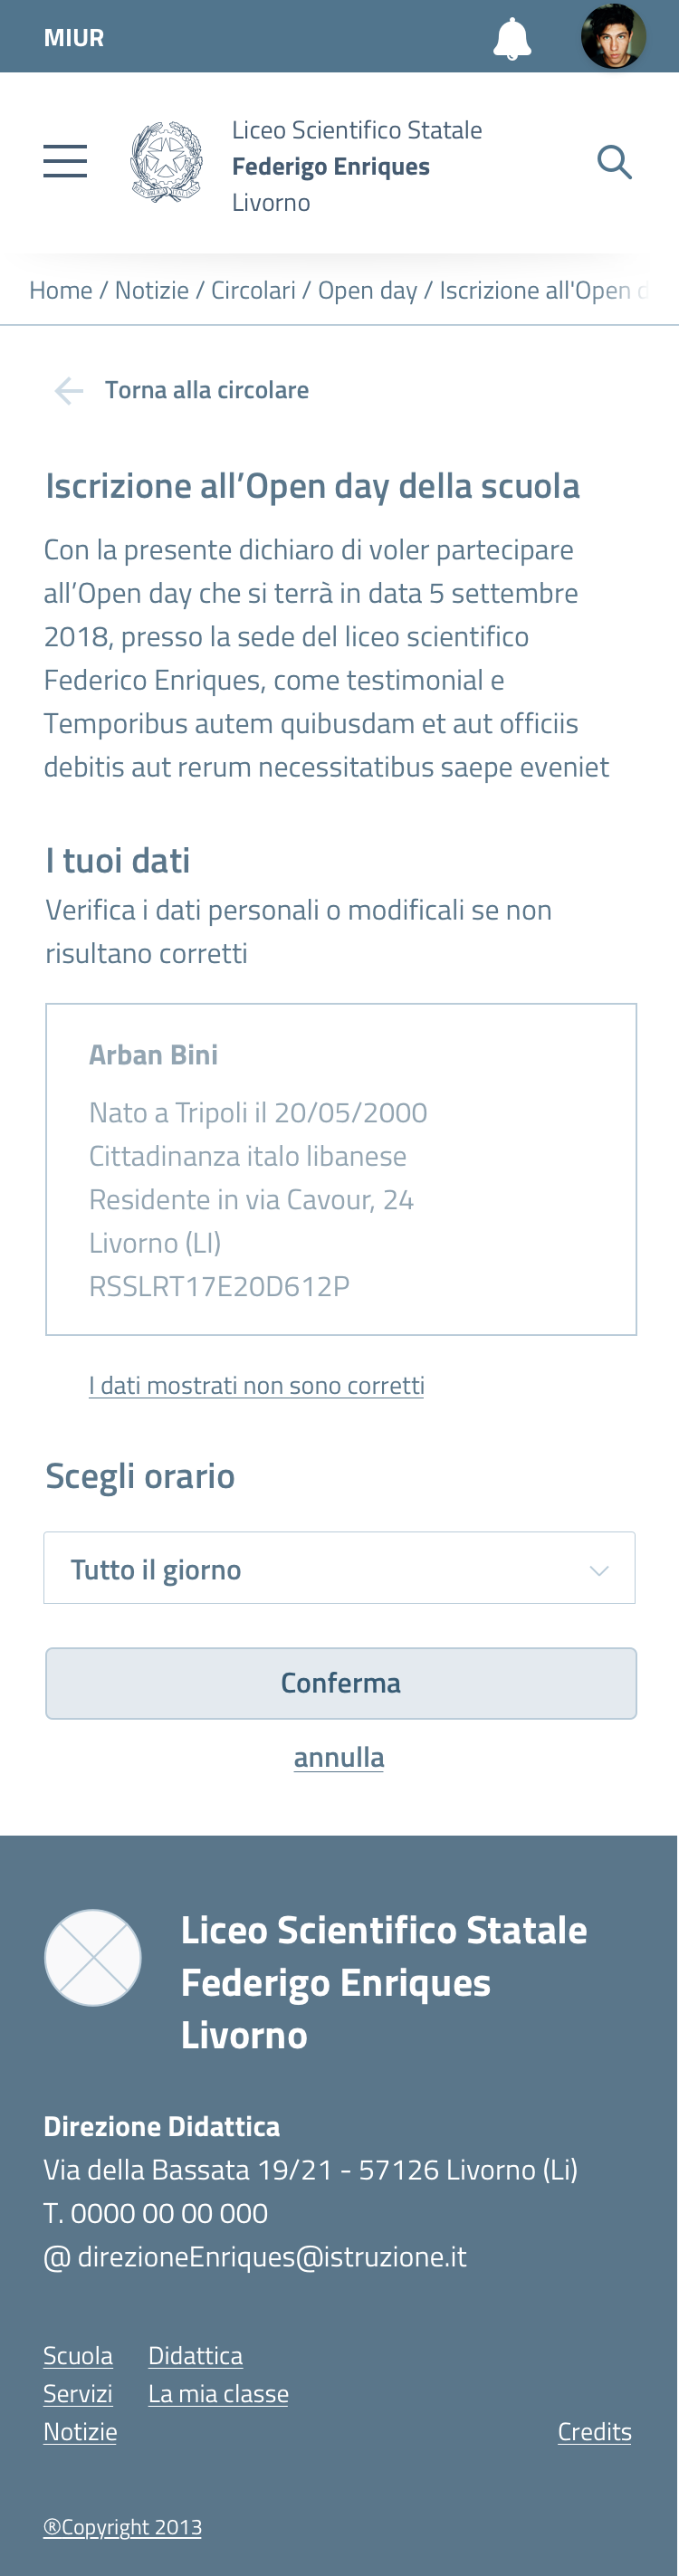 MIUR
Liceo Scientifico Statale
Federigo Enriques
Livorno
Home / Notizie / Circolari / Open day / Iscrizione all'Open d
Torna alla circolare
Iscrizione all’Open day della scuola
Con la presente dichiaro di voler partecipare
all’Open day che si terrà in data 5 settembre
2018, presso la sede del liceo scientifico
Federico Enriques, come testimonial e
Temporibus autem quibusdam et aut officiis
debitis aut rerum necessitatibus saepe eveniet
I tuoi dati
Verifica i dati personali o modificali se non
risultano corretti
Arban Bini
Nato a Tripoli il 20/05/2000
Cittadinanza italo libanese
Residente in via Cavour, 24
Livorno (LI)
RSSLRT17E20D612P
I dati mostrati non sono corretti
Scegli orario
Tutto il giorno
Conferma
annulla
Liceo Scientifico Statale
Federigo Enriques
Livorno
Direzione Didattica
Via della Bassata 19/21 - 57126 Livorno (Li)
T. 0000 00 00 000
@ direzioneEnriques@istruzione.it
Scuola Didattica
Servizi La mia classe
Notizie Credits
®Copyright 2013